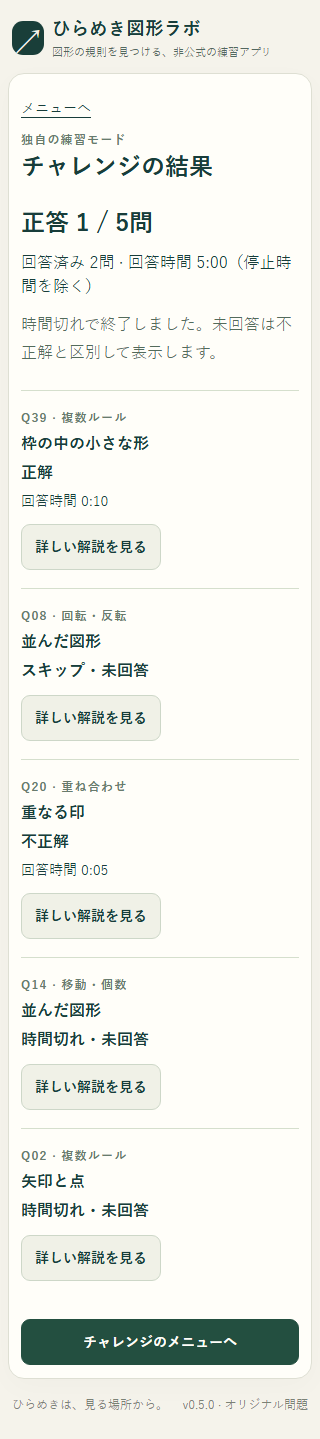 ひらめき図形ラボ
図形の規則を見つける、非公式の練習アプリ
メニューへ
独自の練習モード
チャレンジの結果
正答 1 / 5問
回答済み 2問 · 回答時間 5:00（停止時
間を除く）
時間切れで終了しました。未回答は不
正解と区別して表示します。
Q39 · 複数ルール
枠の中の小さな形
正解
回答時間 0:10
詳しい解説を見る
Q08 · 回転・反転
並んだ図形
スキップ・未回答
詳しい解説を見る
Q20 · 重ね合わせ
重なる印
不正解
回答時間 0:05
詳しい解説を見る
Q14 · 移動・個数
並んだ図形
時間切れ・未回答
詳しい解説を見る
Q02 · 複数ルール
矢印と点
時間切れ・未回答
詳しい解説を見る
チャレンジのメニューへ
ひらめきは、見る場所から。 v0.5.0 · オリジナル問題